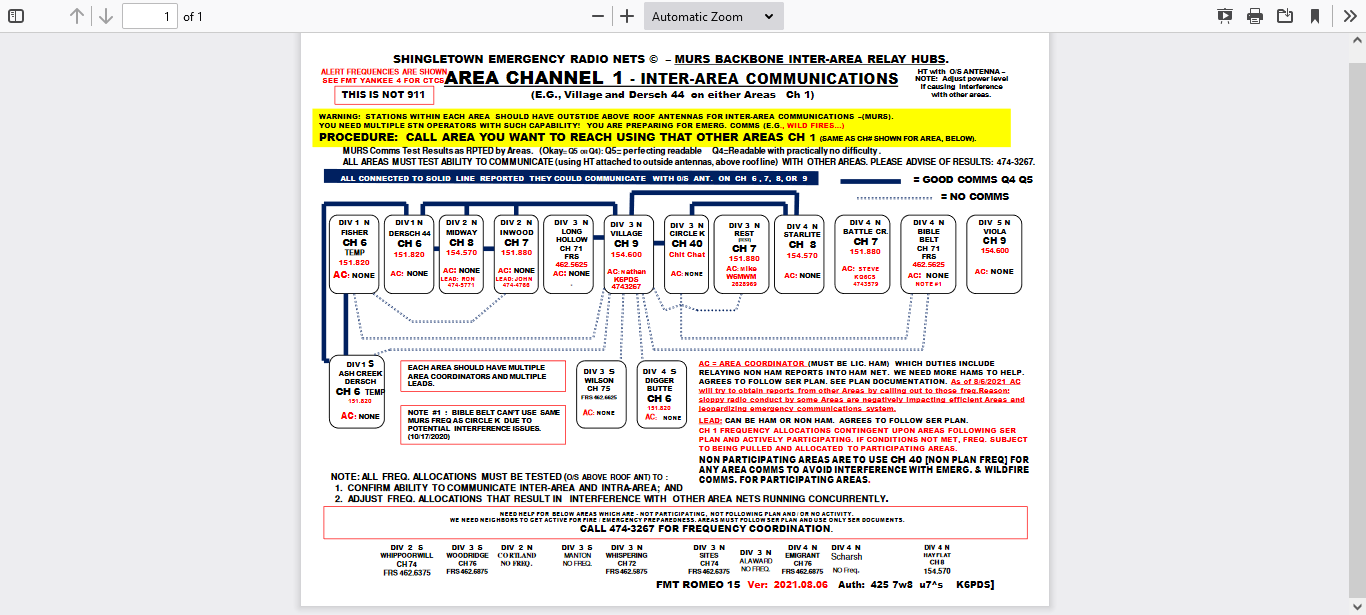 1
of 1
Automatic Zoom
SHINGLETOWN EMERGENCY RADIO NETS © – MURS BACKBONE INTER-AREA RELAY HUBS.
ALERT FREQUENCIES ARE SHOWN
SEE FMT YANKEE 4 FOR CTCS
THIS IS NOT 911
AREA CHANNEL 1 - INTER-AREA COMMUNICATIONS
(E.G., Village and Dersch 44 on either Areas Ch 1)
HT with O/S ANTENNA –
NOTE: Adjust power level
if causing interference
with other areas.
WARNING: STATIONS WITHIN EACH AREA SHOULD HAVE OUTSIDE ABOVE ROOF ANTENNAS FOR INTER-AREA COMMUNICATIONS –(MURS).
YOU NEED MULTIPLE STN OPERATORS WITH SUCH CAPABILITY! YOU ARE PREPARING FOR EMERG. COMMS (E.G., WILD FIRES...)
PROCEDURE: CALL AREA YOU WANT TO REACH USING THAT OTHER AREAS CH 1 (SAME AS CH# SHOWN FOR AREA, BELOW).
MURS Comms Test Results as RPTED by Areas. (Okay= Q5 or Q4): Q5= perfecting readable Q4=Readable with practically no difficulty .
ALL AREAS MUST TEST ABILITY TO COMMUNICATE (using HT attached to outside antennas, above roof line) WITH OTHER AREAS. PLEASE ADVISE OF RESULTS: 474-3267.
ALL CONNECTED TO SOLID LINE REPORTED THEY COULD COMMUNICATE WITH O/S ANT. ON CH 6 , 7, 8, OR 9
= GOOD COMMS Q4 Q5
= NO COMMS
DIV 1 N
FISHER
CH 6
TEMP
151.820
AC: NONE
DIV 1 N
DERSCH 44
CH 6
151.820
AC: NONE
DIV 2 N
MIDWAY
CH 8
154.570
AC: NONE
LEAD: RON
474-5771
DIV 2 N
INWOOD
CH 7
151.880
AC: NONE
LEAD: JOHN
474-4766
DIV 3 N
LONG
HOLLOW
CH 71
FRS
462.5625
AC: NONE
DIV 3 N
VILLAGE
CH 9
154.600
AC: Nathan
K6PDS
4743267
DIV 3 N
CIRCLE K
CH 40
Chit Chat
AC: NONE
DIV 3 N
REST
CH 7
151.880
AC: Mike
W6MWM
2628969
DIV 4 N
STARLITE
CH 8
154.570
AC: NONE
DIV 4 N
BATTLE CR.
CH 7
151.880
AC: STEVE
KQ6CS
4743579
DIV 4 N
BIBLE
BELT
CH 71
FRS
462.5625
AC: NONE
NOTE #1
DIV 5 N
VIOLA
CH 9
154.600
AC: NONE
DIV 1 S
ASH CREEK
DERSCH
CH 6 TEMP
151.820
AC: NONE
EACH AREA SHOULD HAVE MULTIPLE
AREA COORDINATORS AND MULTIPLE
LEADS.
NOTE #1 : BIBLE BELT CAN'T USE SAME
MURS FREQ AS CIRCLE K DUE TO
POTENTIAL INTERFERENCE ISSUES.
(10/17/2020)
DIV 3 S
WILSON
CH 75
FRS 462.6625
AC: NONE
DIV 4 S
DIGGER
BUTTE
CH 6
151.820
AC: NONE
AC = AREA COORDINATOR (MUST BE LIC. HAM) WHICH DUTIES INCLUDE
RELAYING NON HAM REPORTS INTO HAM NET. WE NEED MORE HAMS TO HELP.
AGREES TO FOLLOW SER PLAN. SEE PLAN DOCUMENTATION. As of 8/6/2021 AC
will try to obtain reports from other Areas by calling out to those freq.Reason:
sloppy radio conduct by some Areas are negatively impacting efficient Areas and
jeopardizing emergency communications system.
LEAD: CAN BE HAM OR NON HAM. AGREES TO FOLLOW SER PLAN.
CH 1 FREQUENCY ALLOCATIONS CONTINGENT UPON AREAS FOLLOWING SER
PLAN AND ACTIVELY PARTICIPATING. IF CONDITIONS NOT MET, FREQ. SUBJECT
TO BEING PULLED AND ALLOCATED TO PARTICIPATING AREAS.
NON PARTICIPATING AREAS ARE TO USE CH 40 [NON PLAN FREQ] FOR
ANY AREA COMMS TO AVOID INTERFERENCE WITH EMERG. & WILDFIRE
COMMS. FOR PARTICIPATING AREAS.
NOTE: ALL FREQ. ALLOCATIONS MUST BE TESTED (O/S ABOVE ROOF ANT) TO :
1. CONFIRM ABILITY TO COMMUNICATE INTER-AREA AND INTRA-AREA; AND
2. ADJUST FREQ. ALLOCATIONS THAT RESULT IN INTERFERENCE WITH OTHER AREA NETS RUNNING CONCURRENTLY.
NEED HELP FOR BELOW AREAS WHICH ARE - NOT PARTICIPATING, NOT FOLLOWING PLAN AND / OR NO ACTIVITY.
WE NEED NEIGHBORS TO GET ACTIVE FOR FIRE / EMERGENCY PREPAREDNESS. AREAS MUST FOLLOW SER PLAN AND USE ONLY SER DOCUMENTS.
CALL 474-3267 FOR FREQUENCY COORDINATION.
DIV 2 S
WHIPPOORWILL
CH 74
FRS 462.6375
DIV 3 S
WOODRIDGE
CH 76
FRS 462.6875
DIV 2 N
CORTLAND
NO FREQ.
DIV 3 S
MANTON
NO FREQ.
DIV 3 N
WHISPERING
CH 72
FRS 462.5875
DIV 3 N
SITES
CH 74
FRS 462.6375
DIV 3 N
ALAWARD
NO FREQ.
DIV 4 N
EMIGRANT
CH 76
FRS 462.6875
DIV 4 N
Scharsh
NO Freq.
DIV 4 N
HAY FLAT
CH 8
154.570
FMT ROMEO 15 Ver: 2021.08.06 Auth: 425 7w8 u7^s K6PDS]